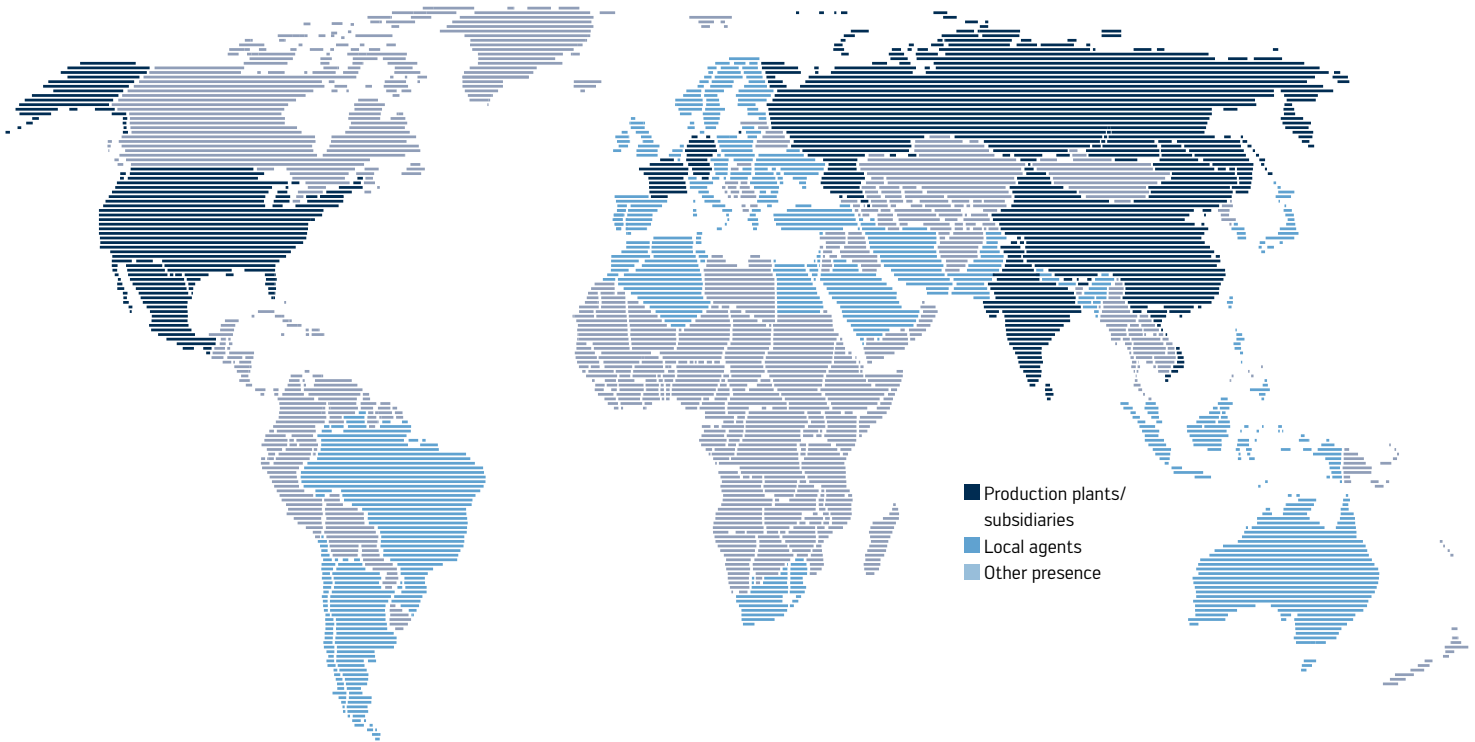 Production plants/
subsidiaries
Local agents
Other presence